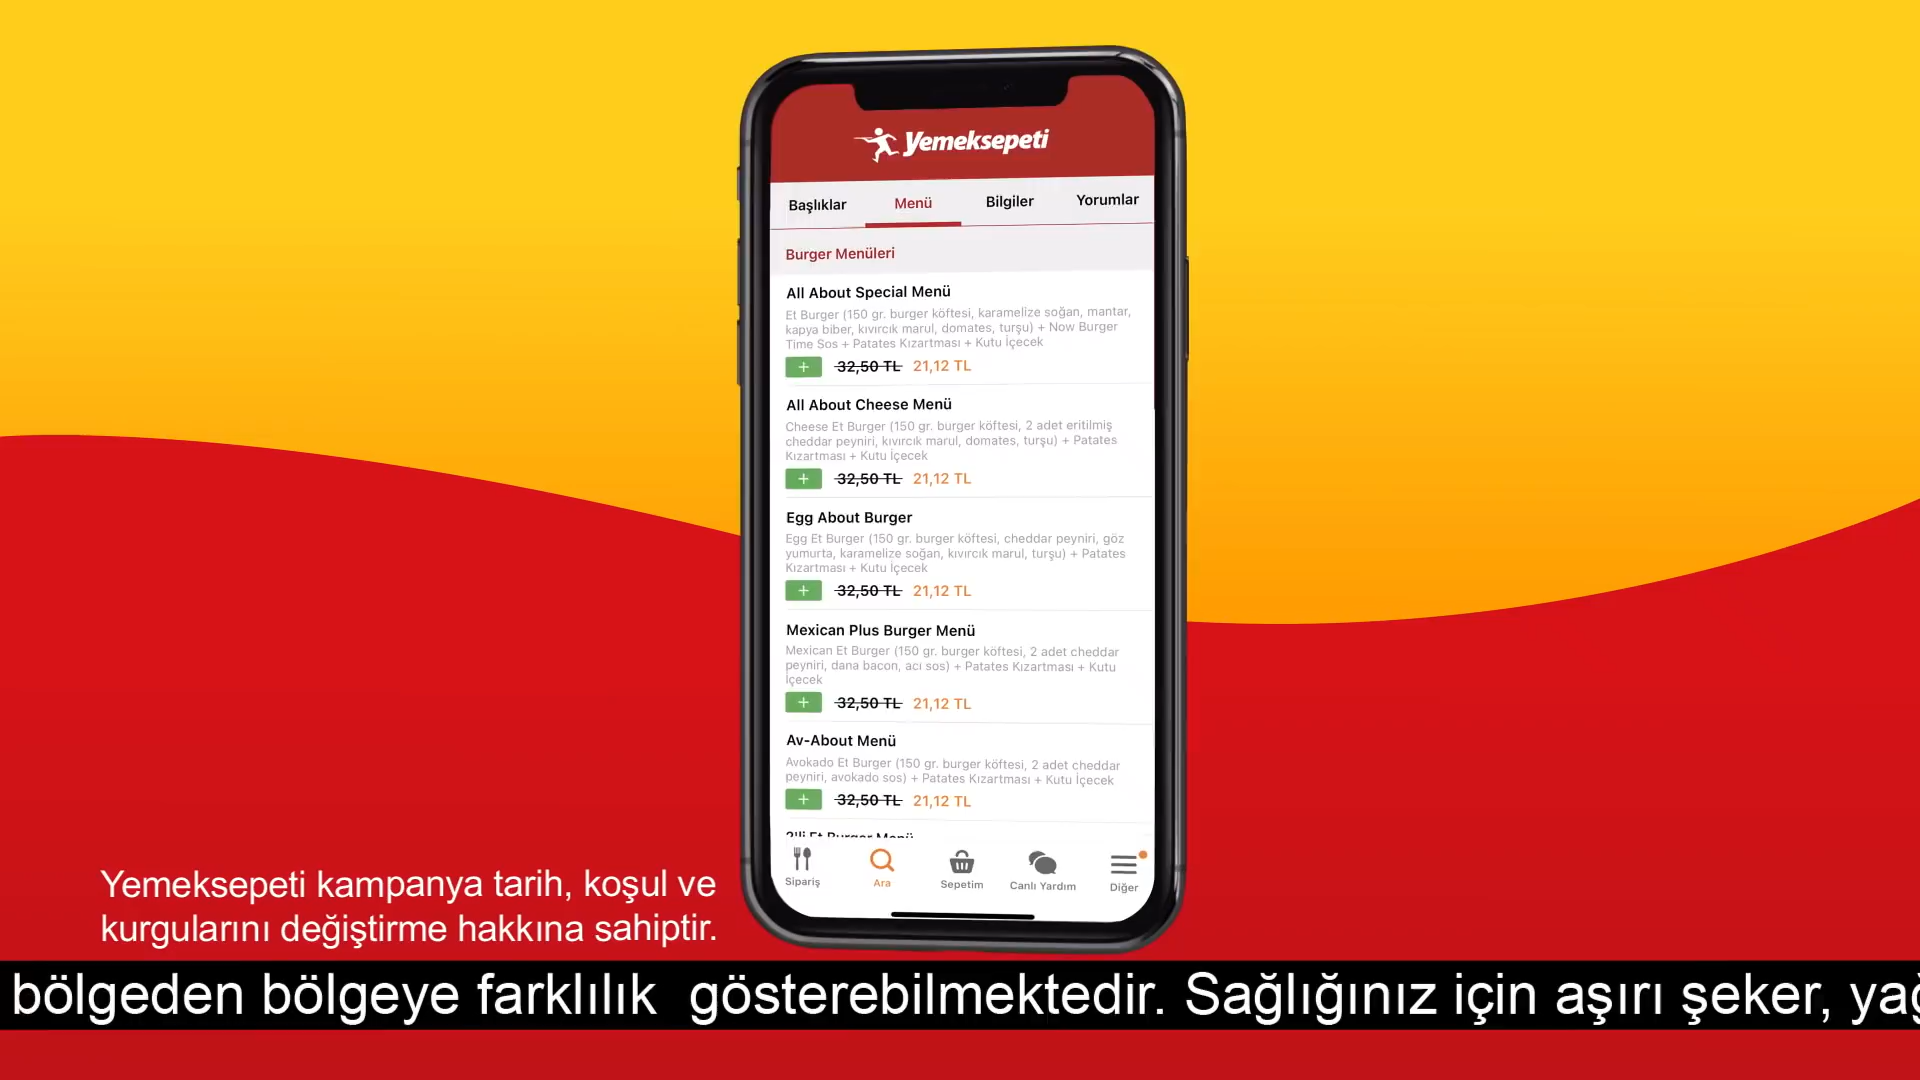 Yemeksepeti
Başlıklar Menü Bilgiler Yorumlar
Burger Menüleri
All About Special Menü
Et Burger (150 gr. burger köftesi, karamelize soğan, mantar,
kapya biber, kıvırcık marul, domates, turşu) + Now Burger
Time Sos + Patates Kızartması + Kutu İçecek
+ 32,50 TL 21,12 TL
All About Cheese Menü
Cheese Et Burger (150 gr. burger köftesi, 2 adet eritilmiş
cheddar peyniri, kıvırcık marul, domates, turşu) + Patates
Kızartması + Kutu İçecek
+ 32,50 TL 21,12 TL
Egg About Burger
Egg Et Burger (150 gr. burger köftesi, cheddar peyniri, göz
yumurta, karamelize soğan, kıvırcık marul, turşu) + Patates
Kızartması + Kutu İçecek
+ 32,50 TL 21,12 TL
Mexican Plus Burger Menü
Mexican Et Burger (150 gr. burger köftesi, 2 adet cheddar
peyniri, dana bacon, acı sos) + Patates Kızartması + Kutu
İçecek
+ 32,50 TL 21,12 TL
Av-About Menü
Avokado Et Burger (150 gr. burger köftesi, 2 adet cheddar
peyniri, avokado sos) + Patates Kızartması + Kutu İçecek
+ 32,50 TL 21,12 TL
2'li Et Burger Menü
Sipariş Ara Sepetim Canlı Yardım Diğer
Yemeksepeti kampanya tarih, koşul ve
kurgularını değiştirme hakkına sahiptir.
bölgeden bölgeye farklılık gösterebilmektedir. Sağlığınız için aşırı şeker, yağ